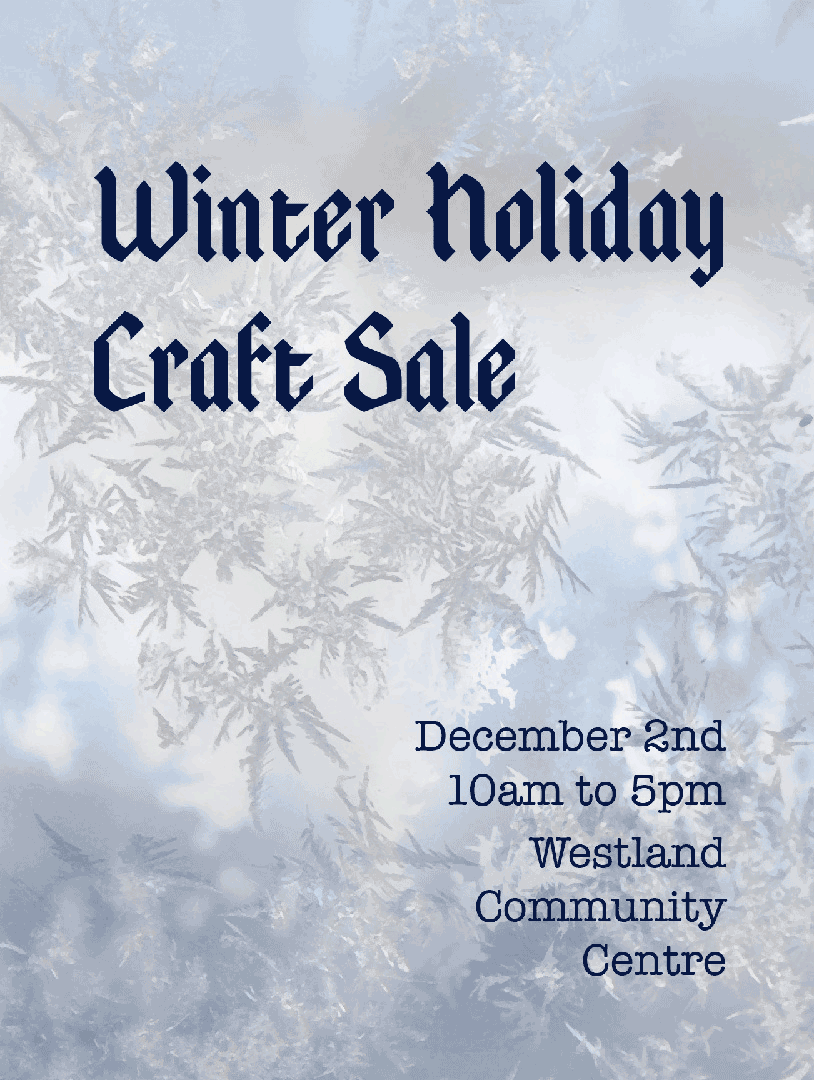 Winter Holiday
Craft Sale
December 2nd
10am to 5pm
Westland
Community
Centre